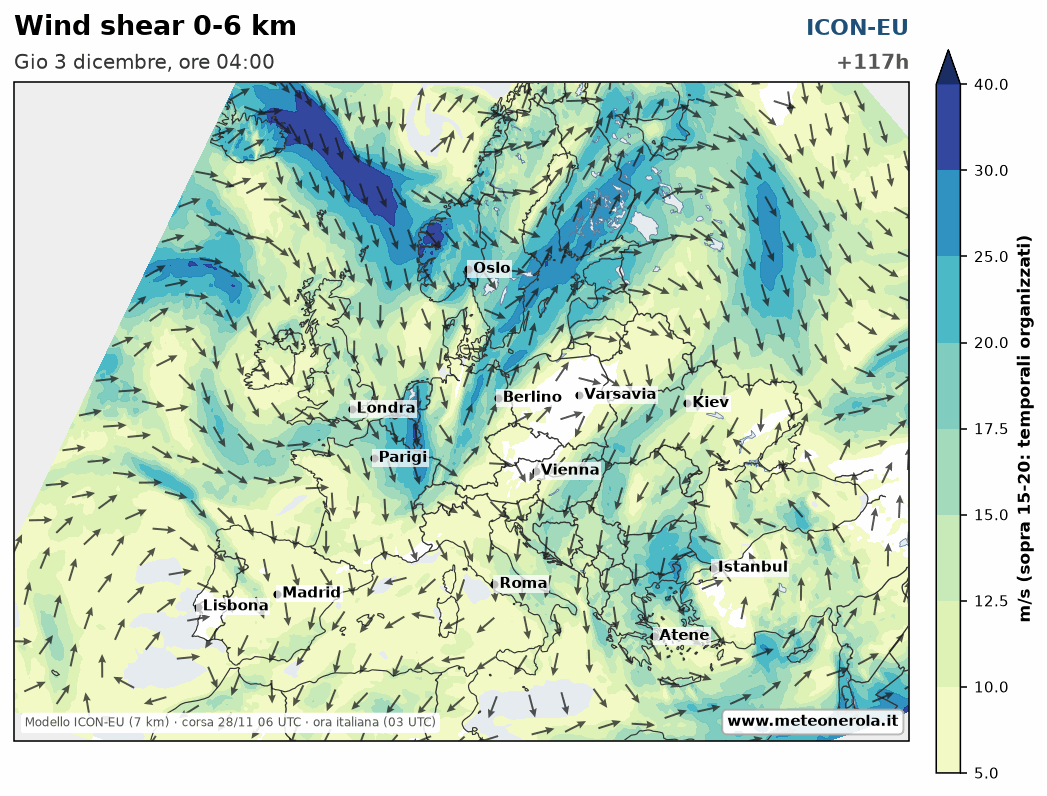 Wind shear 0-6 km
ICON-EU
Gio 3 dicembre, ore 04:00
+117h
40.0
30.0
25.0
20.0
17.5
15.0
12.5
10.0
5.0
m/s (sopra 15-20: temporali organizzati)
Oslo
Berlino
Varsavia
Kiev
Londra
Parigi
Vienna
Istanbul
Roma
Madrid
Lisbona
Atene
Modello ICON-EU (7 km) · corsa 28/11 06 UTC · ora italiana (03 UTC)
www.meteonerola.it